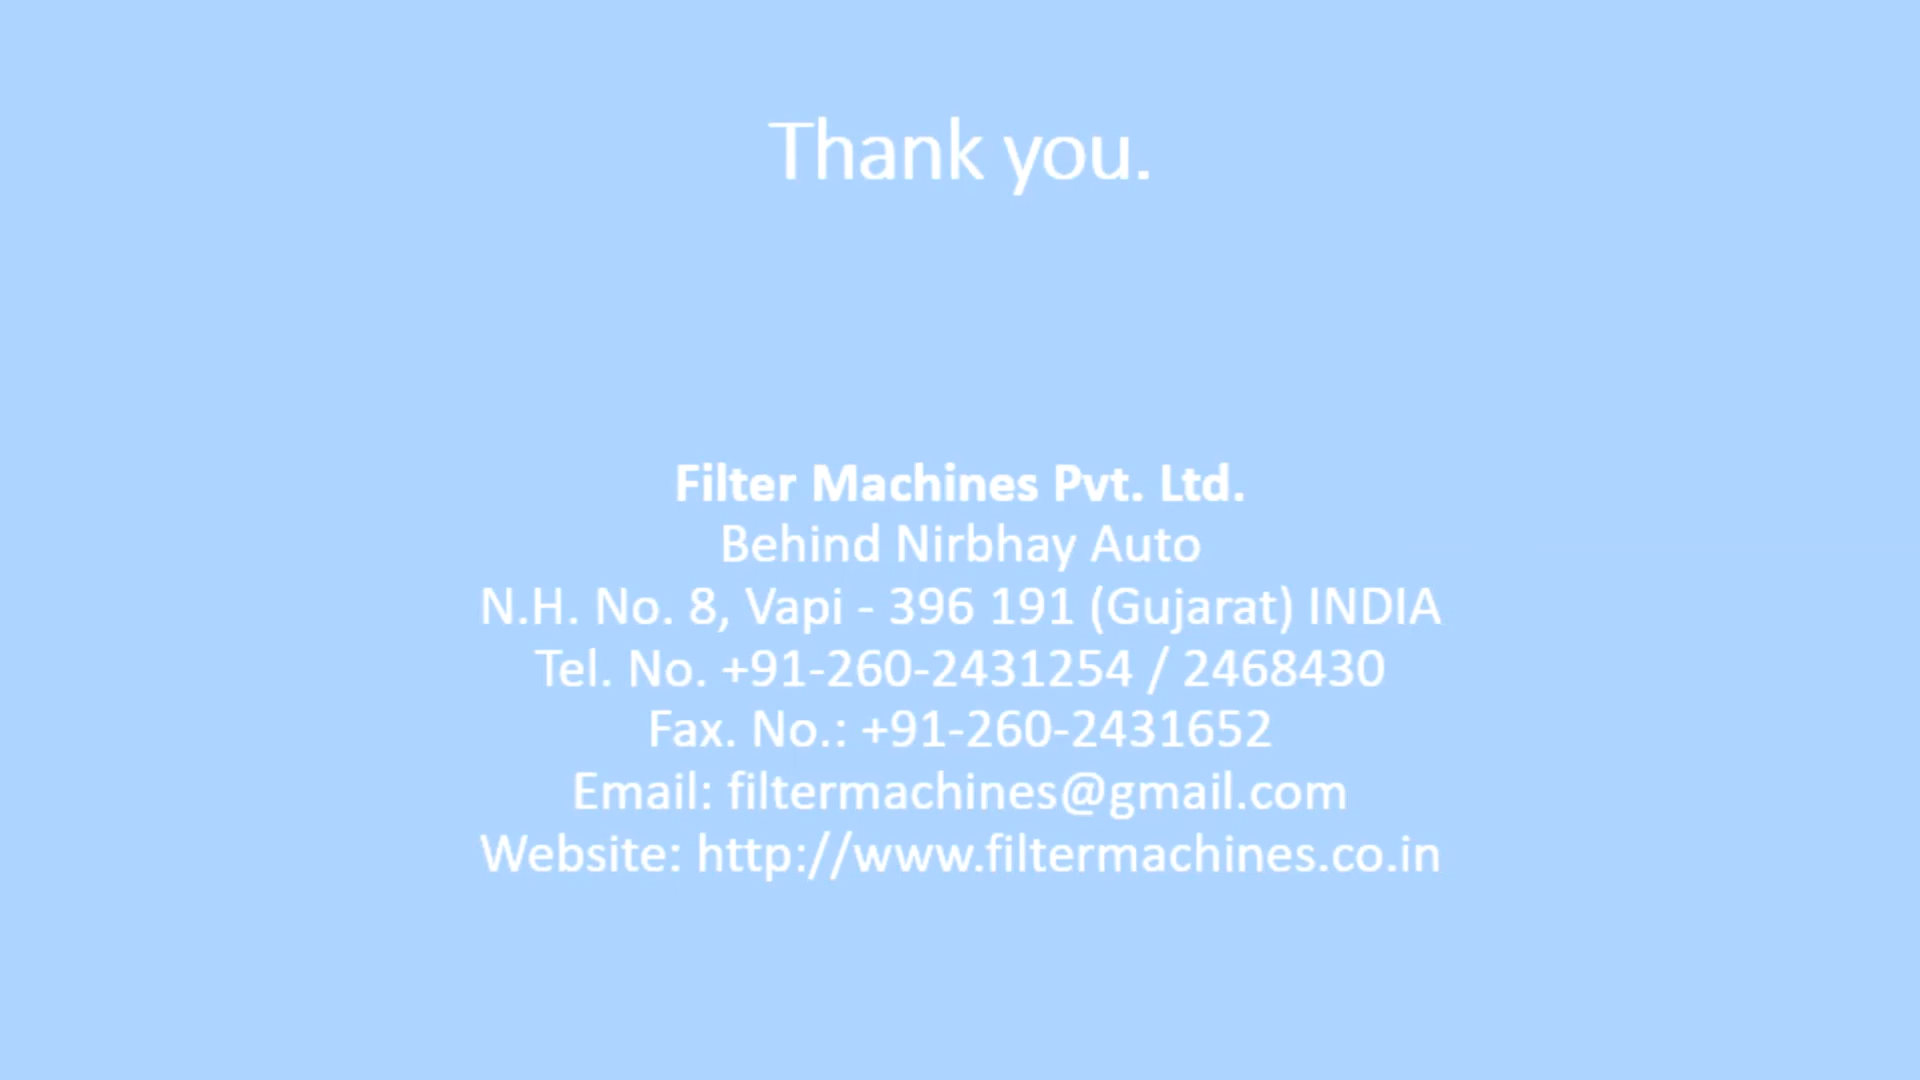 Thank you.
Filter Machines Pvt. Ltd.
Behind Nirbhay Auto
N.H. No. 8, Vapi - 396 191 (Gujarat) INDIA
Tel. No. +91-260-2431254 / 2468430
Fax. No.: +91-260-2431652
Email: filtermachines@gmail.com
Website: http://www.filtermachines.co.in